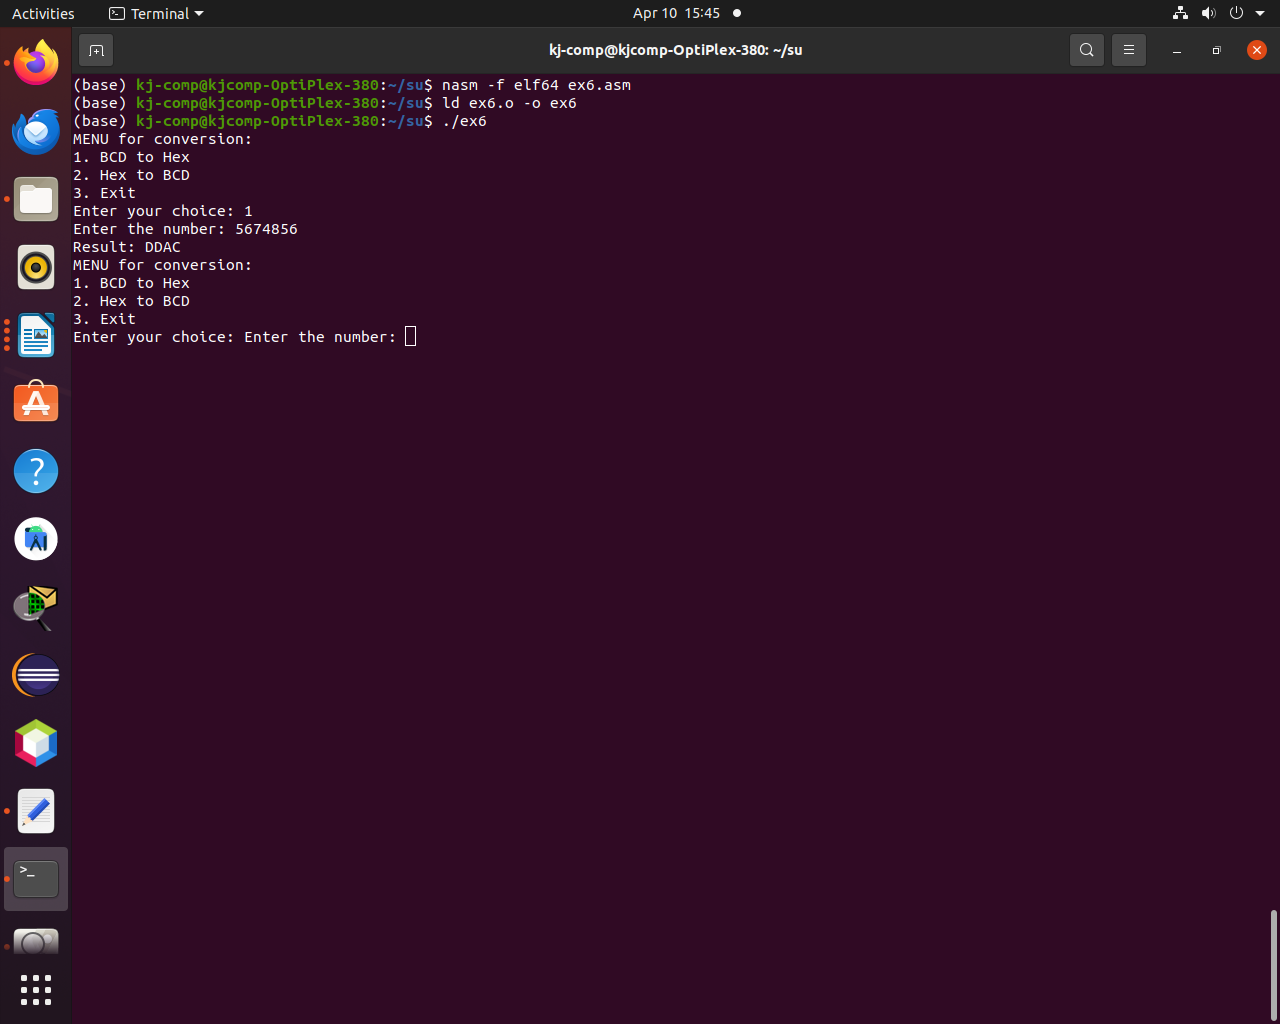 Activities
Terminal
Apr 10 15:45
kj-comp@kjcomp-OptiPlex-380: ~/su
(base) kj-comp@kjcomp-OptiPlex-380:~/su$ nasm -f elf64 ex6.asm
(base) kj-comp@kjcomp-OptiPlex-380:~/su$ ld ex6.o -o ex6
(base) kj-comp@kjcomp-OptiPlex-380:~/su$ ./ex6
MENU for conversion:
1. BCD to Hex
2. Hex to BCD
3. Exit
Enter your choice: 1
Enter the number: 5674856
Result: DDAC
MENU for conversion:
1. BCD to Hex
2. Hex to BCD
3. Exit
Enter your choice: Enter the number: